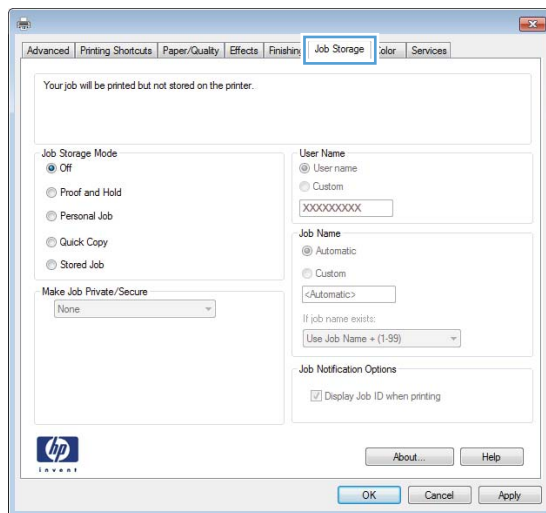 Advanced Printing Shortcuts Paper/Quality Effects Finishing Job Storage Color Services
Your job will be printed but not stored on the printer.
Job Storage Mode
Off
Proof and Hold
Personal Job
Quick Copy
Stored Job
Make Job Private/Secure
None
User Name
User name
Custom
XXXXXXXXX
Job Name
Automatic
Custom
<Automatic>
If job name exists:
Use Job Name + (1-99)
Job Notification Options
Display Job ID when printing
hp
invent
About... Help
OK Cancel Apply